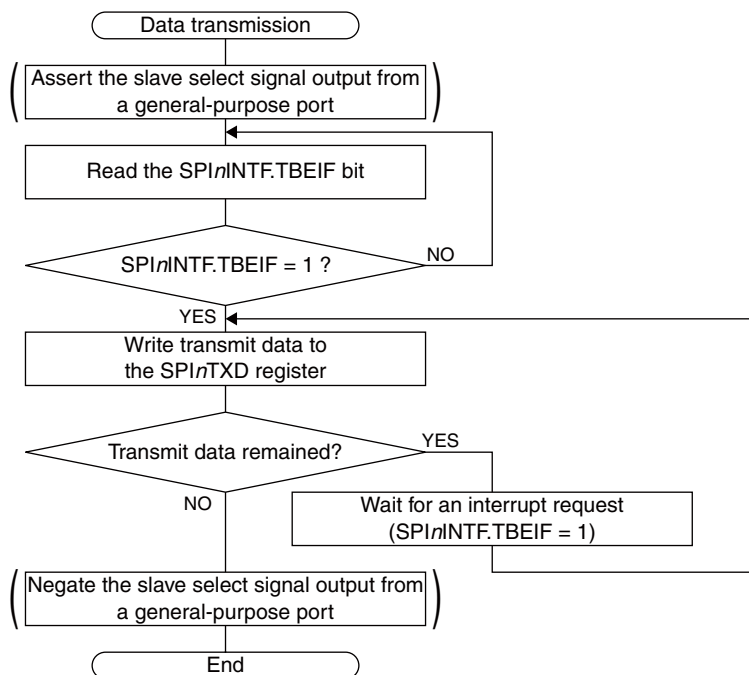 Data transmission
( Assert the slave select signal output from
a general-purpose port )
Read the SPInINTF.TBEIF bit
SPInINTF.TBEIF = 1 ?
NO
YES
Write transmit data to
the SPInTXD register
Transmit data remained?
YES
NO
Wait for an interrupt request
(SPInINTF.TBEIF = 1)
( Negate the slave select signal output from
a general-purpose port )
End